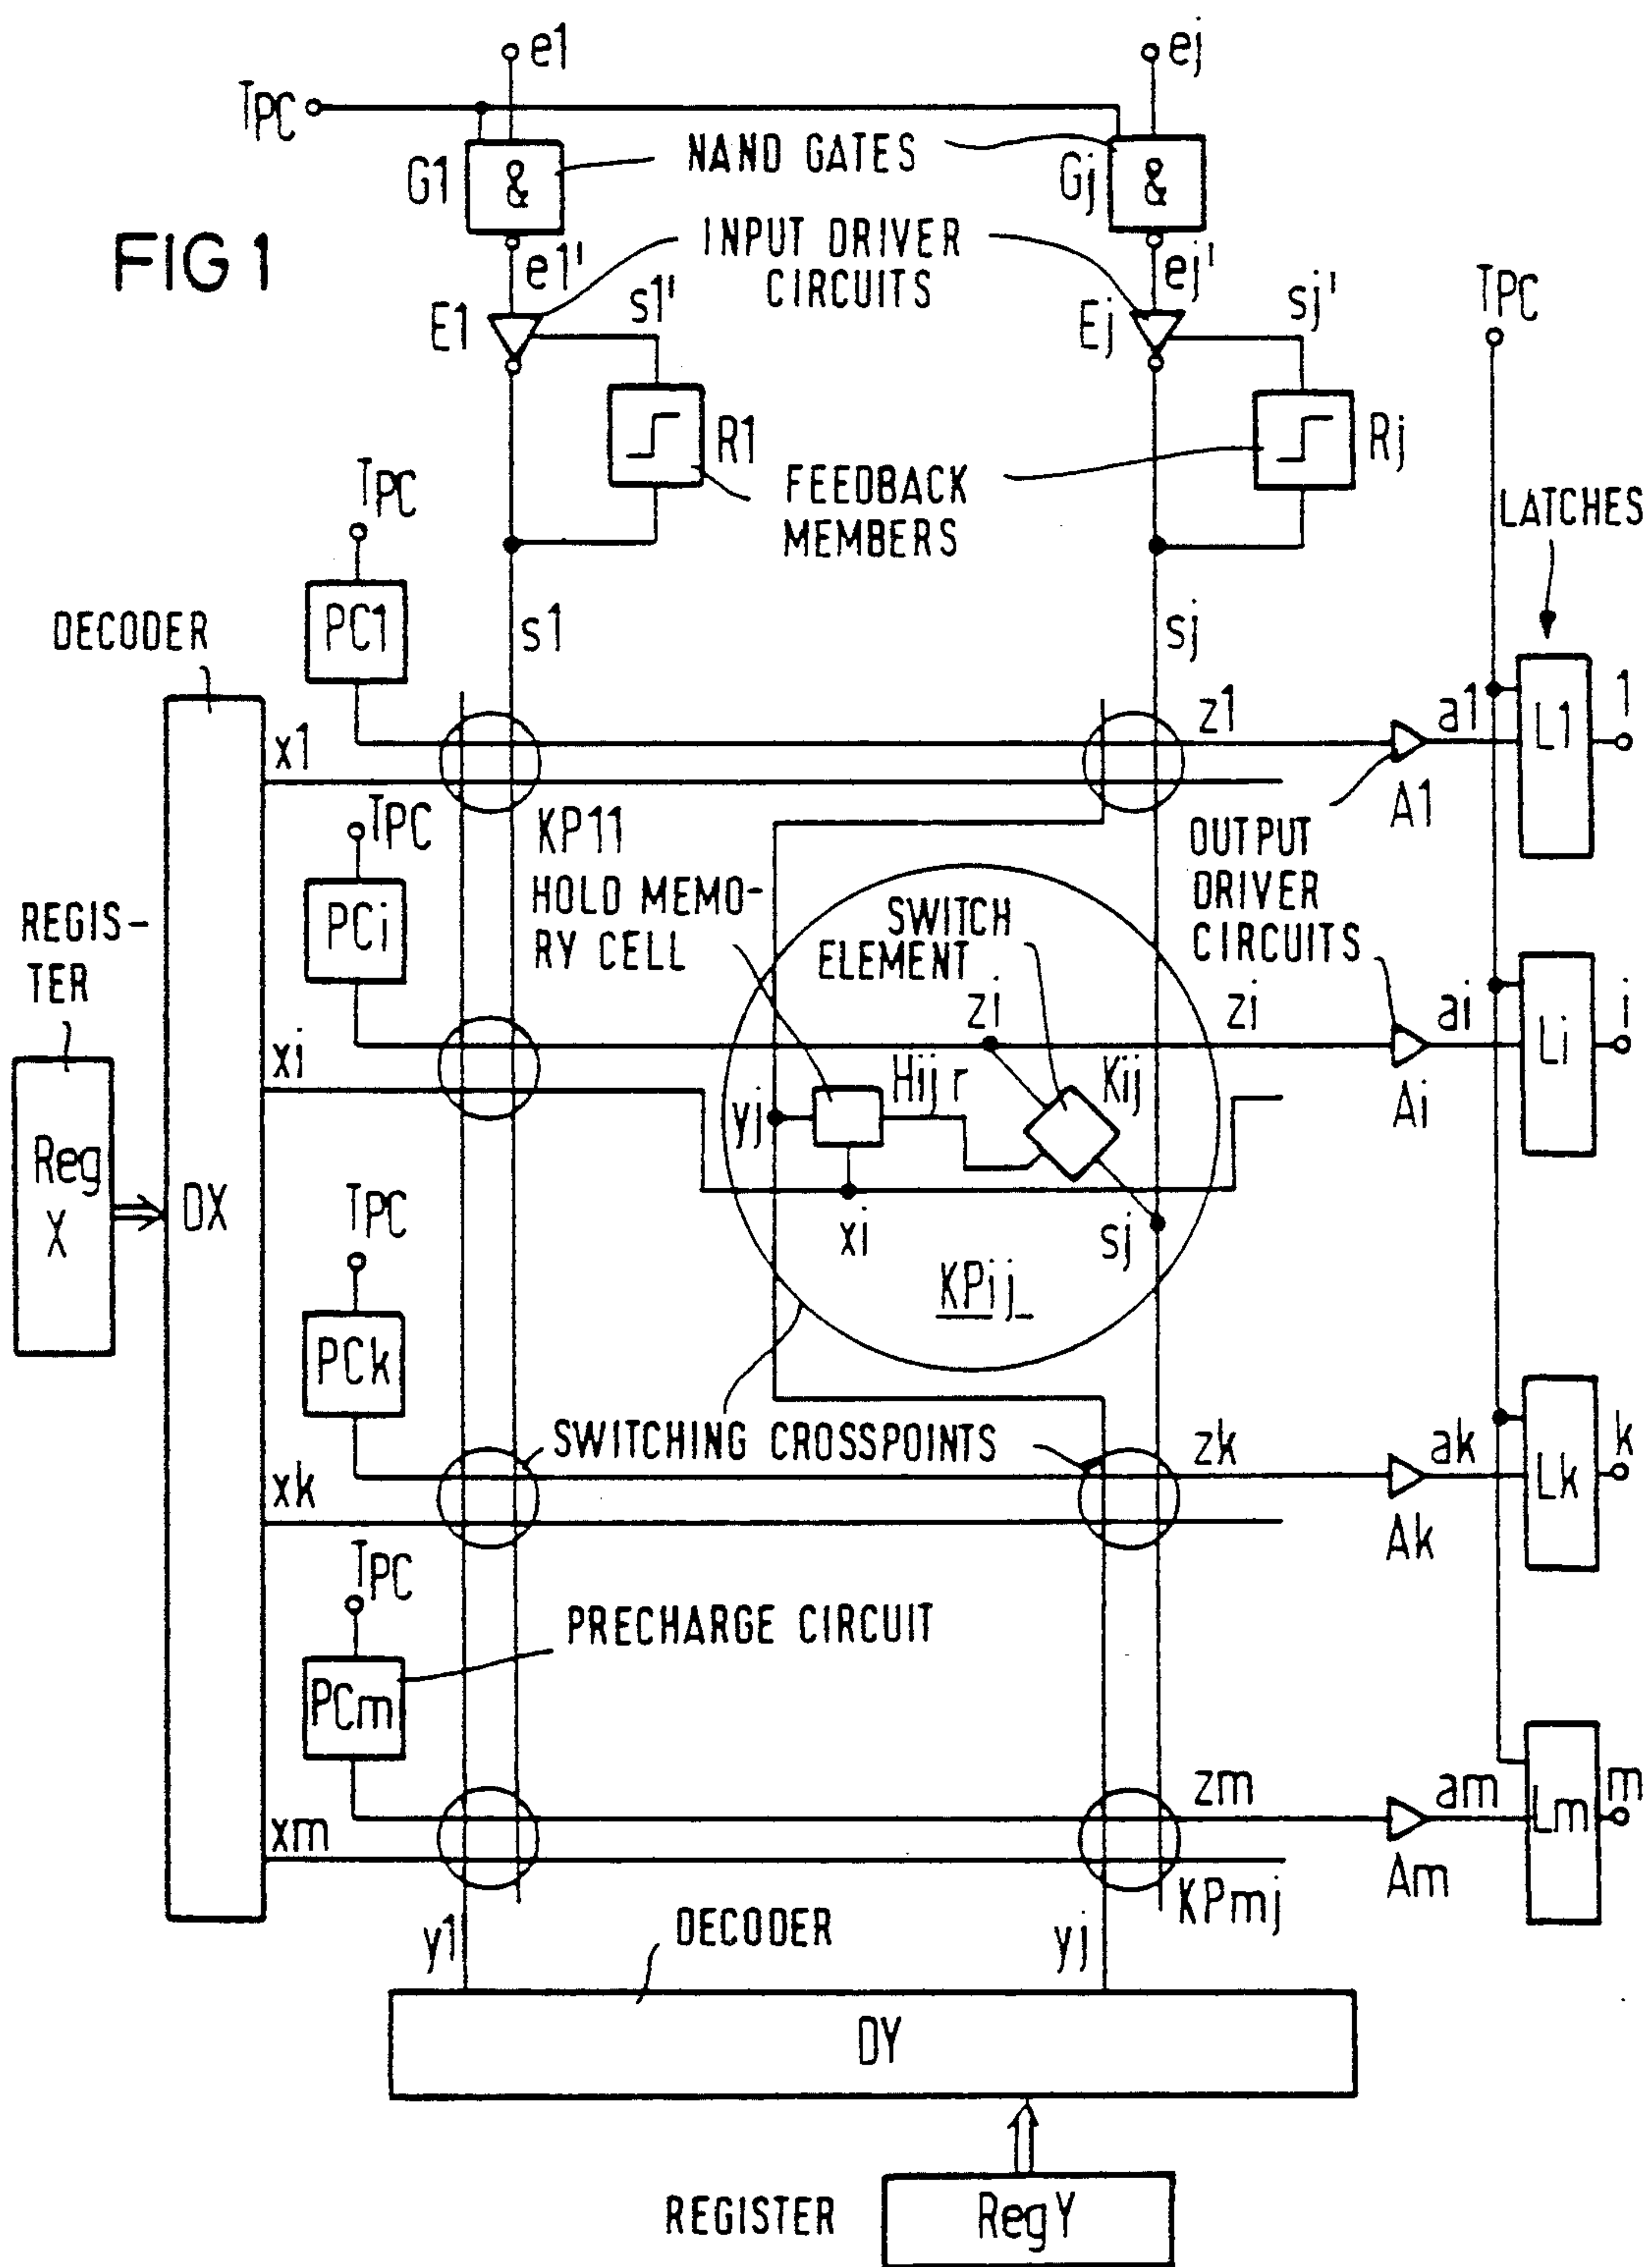 e1
ej
TPC
NAND GATES
G1
&
Gj
&
FIG 1
INPUT DRIVER
CIRCUITS
e1'
ej'
s1'
sj'
TPC
E1
Ej
R1
Rj
TPC
FEEDBACK
MEMBERS
LATCHES
DECODER
PC1
s1
sj
x1
z1
a1
L1
1
A1
TPC
KP11
HOLD MEMO-
RY CELL
SWITCH
ELEMENT
OUTPUT
DRIVER
CIRCUITS
REGIS-
TER
PCi
xi
zi
zi
ai
Li
i
Hij r
Kij
yj
Ai
Reg
X
DX
TPC
xi
sj
KPij
PCk
SWITCHING CROSSPOINTS
xk
zk
ak
Lk
k
Ak
TPC
PRECHARGE CIRCUIT
PCm
xm
zm
am
Lm
m
Am
KPmj
y1
DECODER
yj
DY
REGISTER
Reg Y